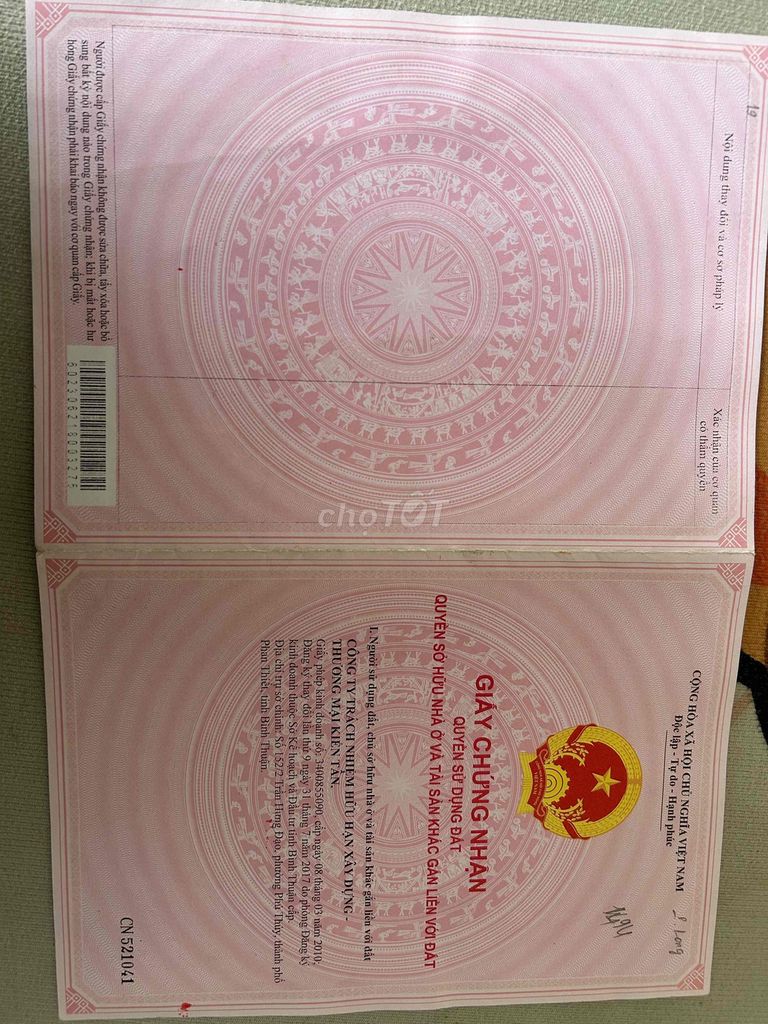 19
Nội dung thay đổi và cơ sở pháp lý
Xác nhận của cơ quan
có thẩm quyền
Người được cấp Giấy chứng nhận không được sửa chữa, tẩy xóa hoặc bổ
sung bất kỳ nội dung nào trong Giấy chứng nhận; khi bị mất hoặc hư
hỏng Giấy chứng nhận phải khai báo ngay với cơ quan cấp Giấy.
602306218003275
choTỐT
CỘNG HÒA XÃ HỘI CHỦ NGHĨA VIỆT NAM
Độc lập - Tự do - Hạnh phúc
Long
GIẤY CHỨNG NHẬN
QUYỀN SỬ DỤNG ĐẤT
QUYỀN SỞ HỮU NHÀ Ở VÀ TÀI SẢN KHÁC GẮN LIỀN VỚI ĐẤT
I. Người sử dụng đất, chủ sở hữu nhà ở và tài sản khác gắn liền với đất
CÔNG TY TRÁCH NHIỆM HỮU HẠN XÂY DỰNG -
THƯƠNG MẠI KIẾN TÂN.
Giấy phép kinh doanh số: 3400855090, cấp ngày 08 tháng 03 năm 2010;
Đăng ký thay đổi lần thứ 9 ngày 31 tháng 7 năm 2017 do phòng Đăng ký
kinh doanh thuộc Sở Kế hoạch và Đầu tư tỉnh Bình Thuận cấp.
Địa chỉ trụ sở chính: Số 152/2 Trần Hưng Đạo, phường Phú Thủy, thành phố
Phan Thiết, tỉnh Bình Thuận.
CN 521041